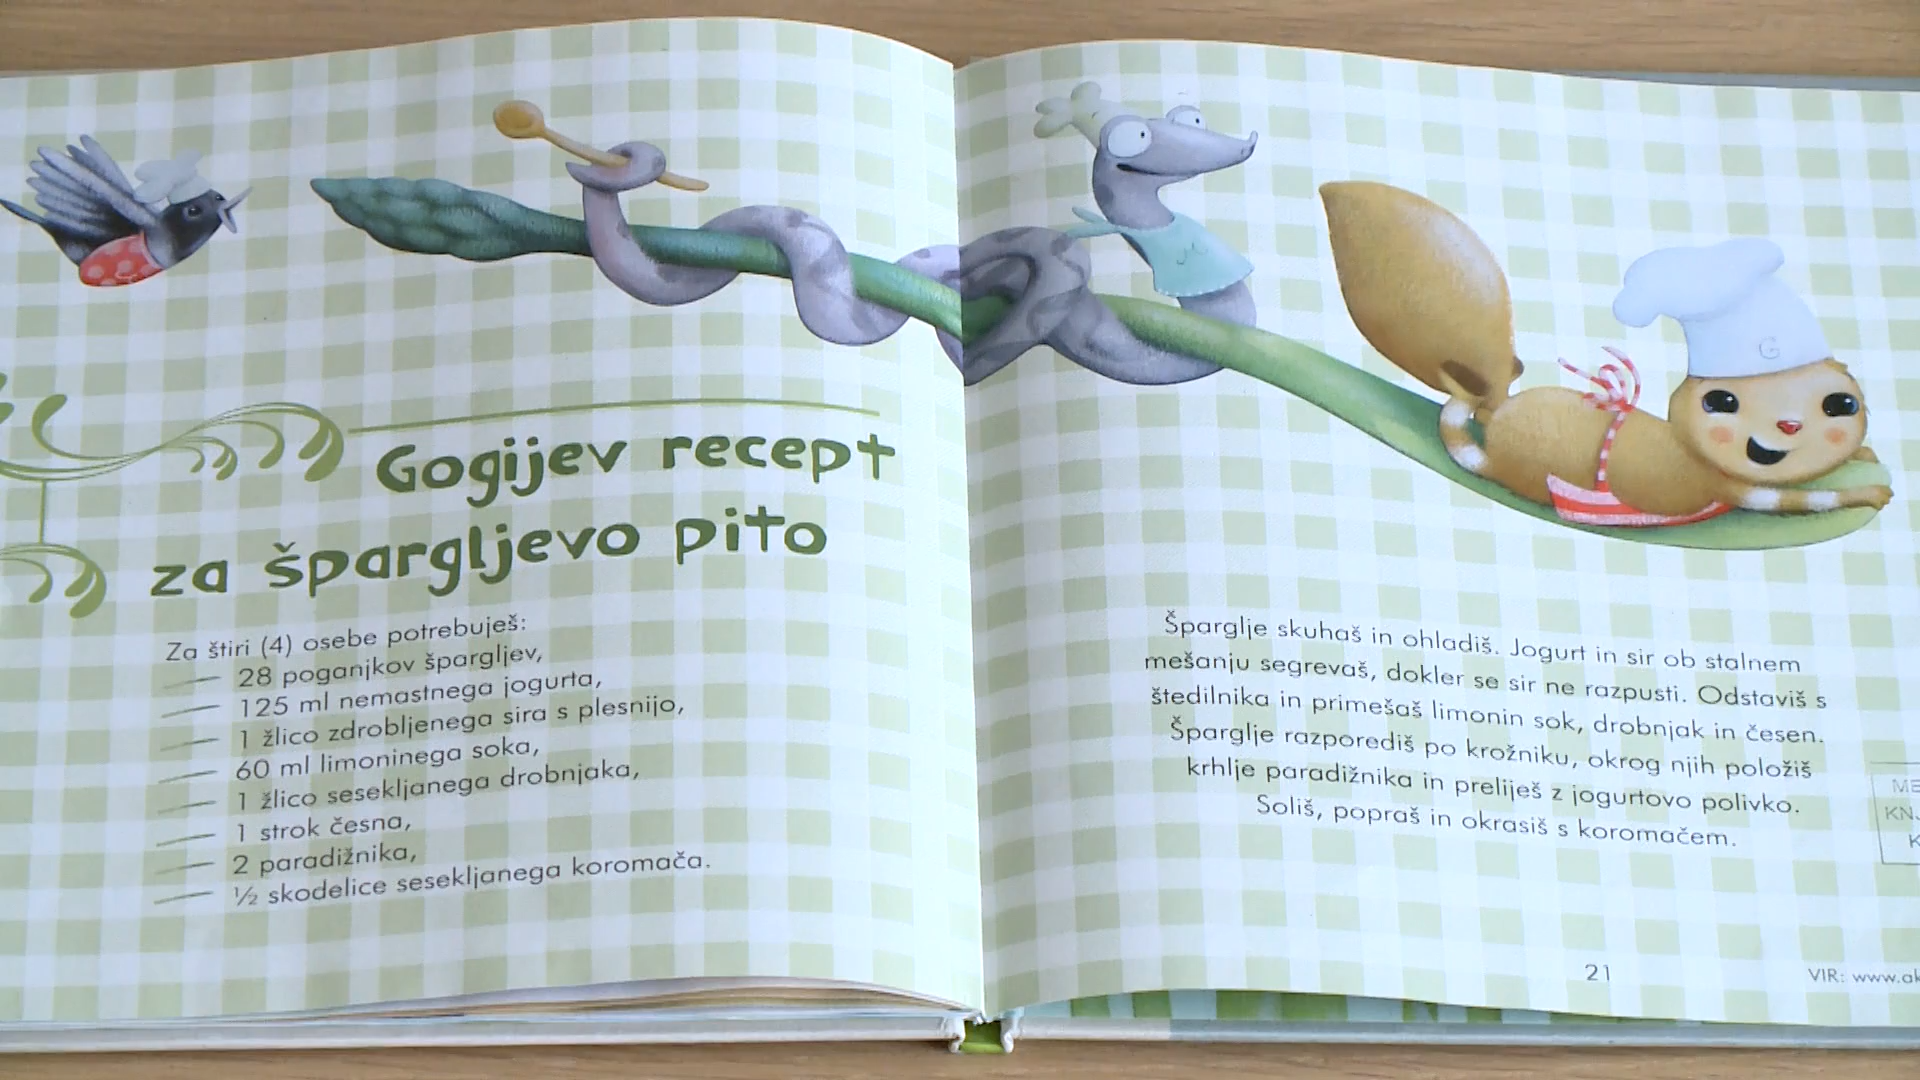 Gogijev recept
za špargljevo pito
Za štiri (4) osebe potrebuješ:
28 poganjkov špargljev,
125 ml nemastnega jogurta,
1 žlico zdrobljenega sira s plesnijo,
60 ml limoninega soka,
1 žlico sesekljanega drobnjaka,
1 strok česna,
2 paradižnika,
½ skodelice sesekljanega koromača.
G
Šparglje skuhaš in ohladiš. Jogurt in sir ob stalnem
mešanju segrevaš, dokler se sir ne razpusti. Odstaviš s
štedilnika in primešaš limonin sok, drobnjak in česen.
Šparglje razporediš po krožniku, okrog njih položiš
krhlje paradižnika in preliješ z jogurtovo polivko.
Soliš, popraš in okrasiš s koromačem.
21
VIR: